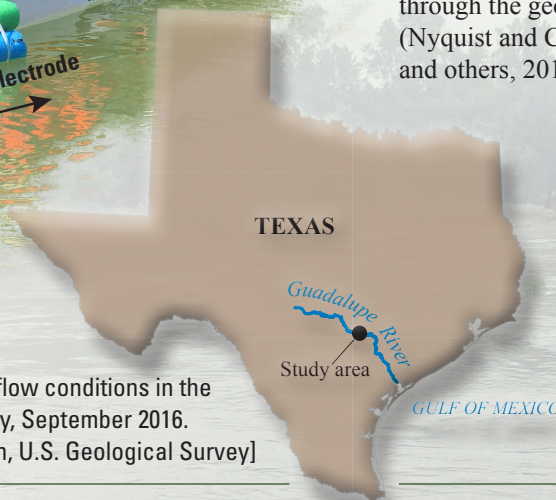 through the geo
(Nyquist and C
and others, 201
lectrode
TEXAS
Guadalupe River
Study area
GULF OF MEXICO
flow conditions in the
y, September 2016.
n, U.S. Geological Survey]